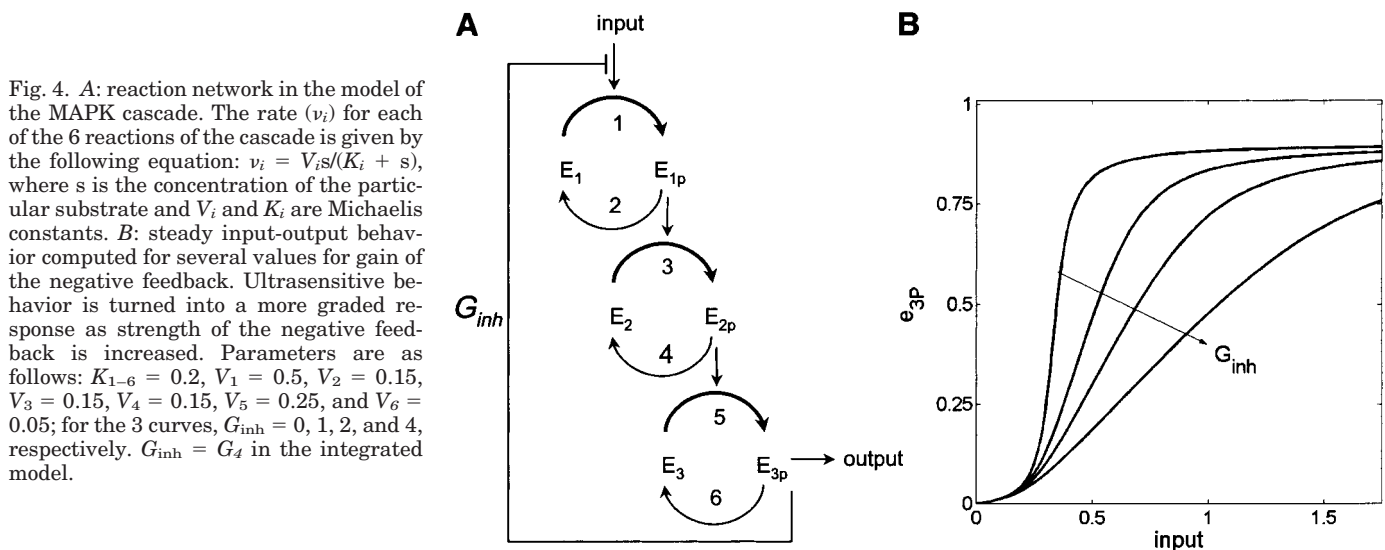 Fig. 4. A: reaction network in the model of
the MAPK cascade. The rate (νi) for each
of the 6 reactions of the cascade is given by
the following equation: νi = Vis/(Ki + s),
where s is the concentration of the partic-
ular substrate and Vi and Ki are Michaelis
constants. B: steady input-output behav-
ior computed for several values for gain of
the negative feedback. Ultrasensitive be-
havior is turned into a more graded re-
sponse as strength of the negative feed-
back is increased. Parameters are as
follows: K1–6 = 0.2, V1 = 0.5, V2 = 0.15,
V3 = 0.15, V4 = 0.15, V5 = 0.25, and V6 =
0.05; for the 3 curves, Ginh = 0, 1, 2, and 4,
respectively. Ginh = G4 in the integrated
model.
A
input
1
E1 E1p
2
3
Ginh
E2 E2p
4
5
E3 E3p output
6
B
1
0.75
0.5
0.25
0
e3P
Ginh
0 0.5 1 1.5
input